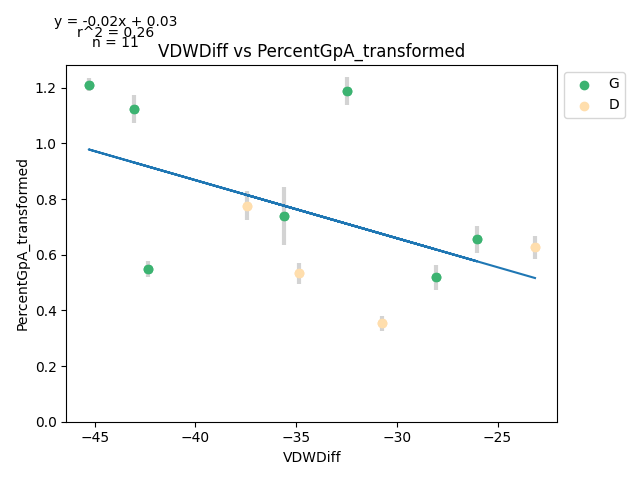 y = -0.02x + 0.03
r^2 = 0.26
n = 11
VDWDiff vs PercentGpA_transformed
G
D
PercentGpA_transformed
1.2
1.0
0.8
0.6
0.4
0.2
0.0
−45 −40 −35 −30 −25
VDWDiff